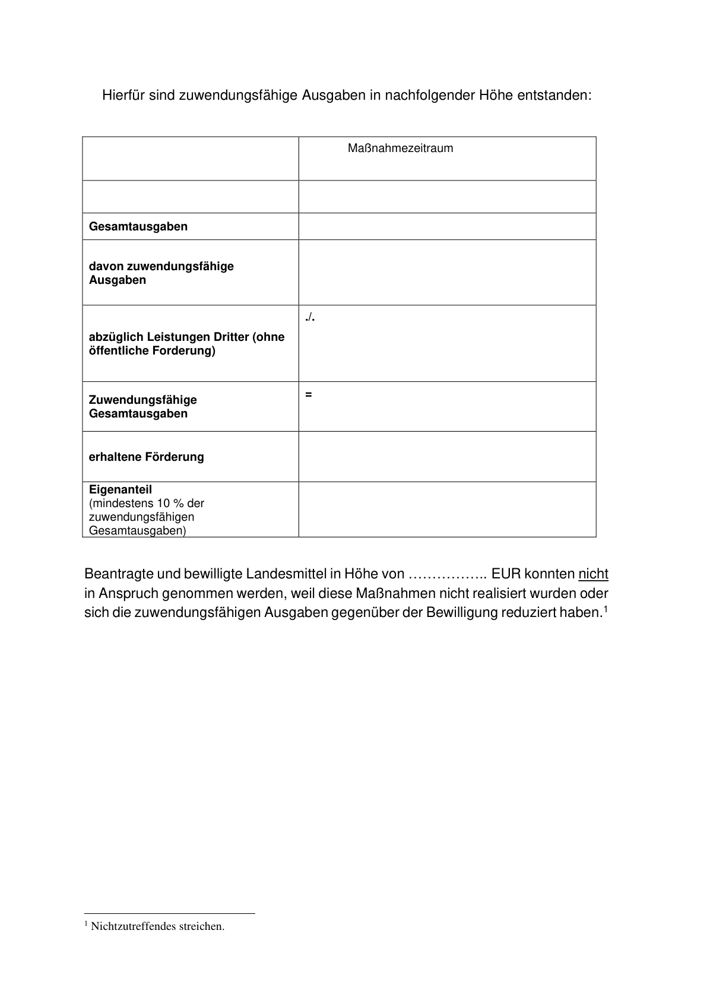 Hierfür sind zuwendungsfähige Ausgaben in nachfolgender Höhe entstanden:
Maßnahmezeitraum
Gesamtausgaben
davon zuwendungsfähige
Ausgaben
abzüglich Leistungen Dritter (ohne
öffentliche Forderung)
./.
Zuwendungsfähige
Gesamtausgaben
=
erhaltene Förderung
Eigenanteil
(mindestens 10 % der
zuwendungsfähigen
Gesamtausgaben)
Beantragte und bewilligte Landesmittel in Höhe von …………….. EUR konnten nicht
in Anspruch genommen werden, weil diese Maßnahmen nicht realisiert wurden oder
sich die zuwendungsfähigen Ausgaben gegenüber der Bewilligung reduziert haben.¹
¹ Nichtzutreffendes streichen.